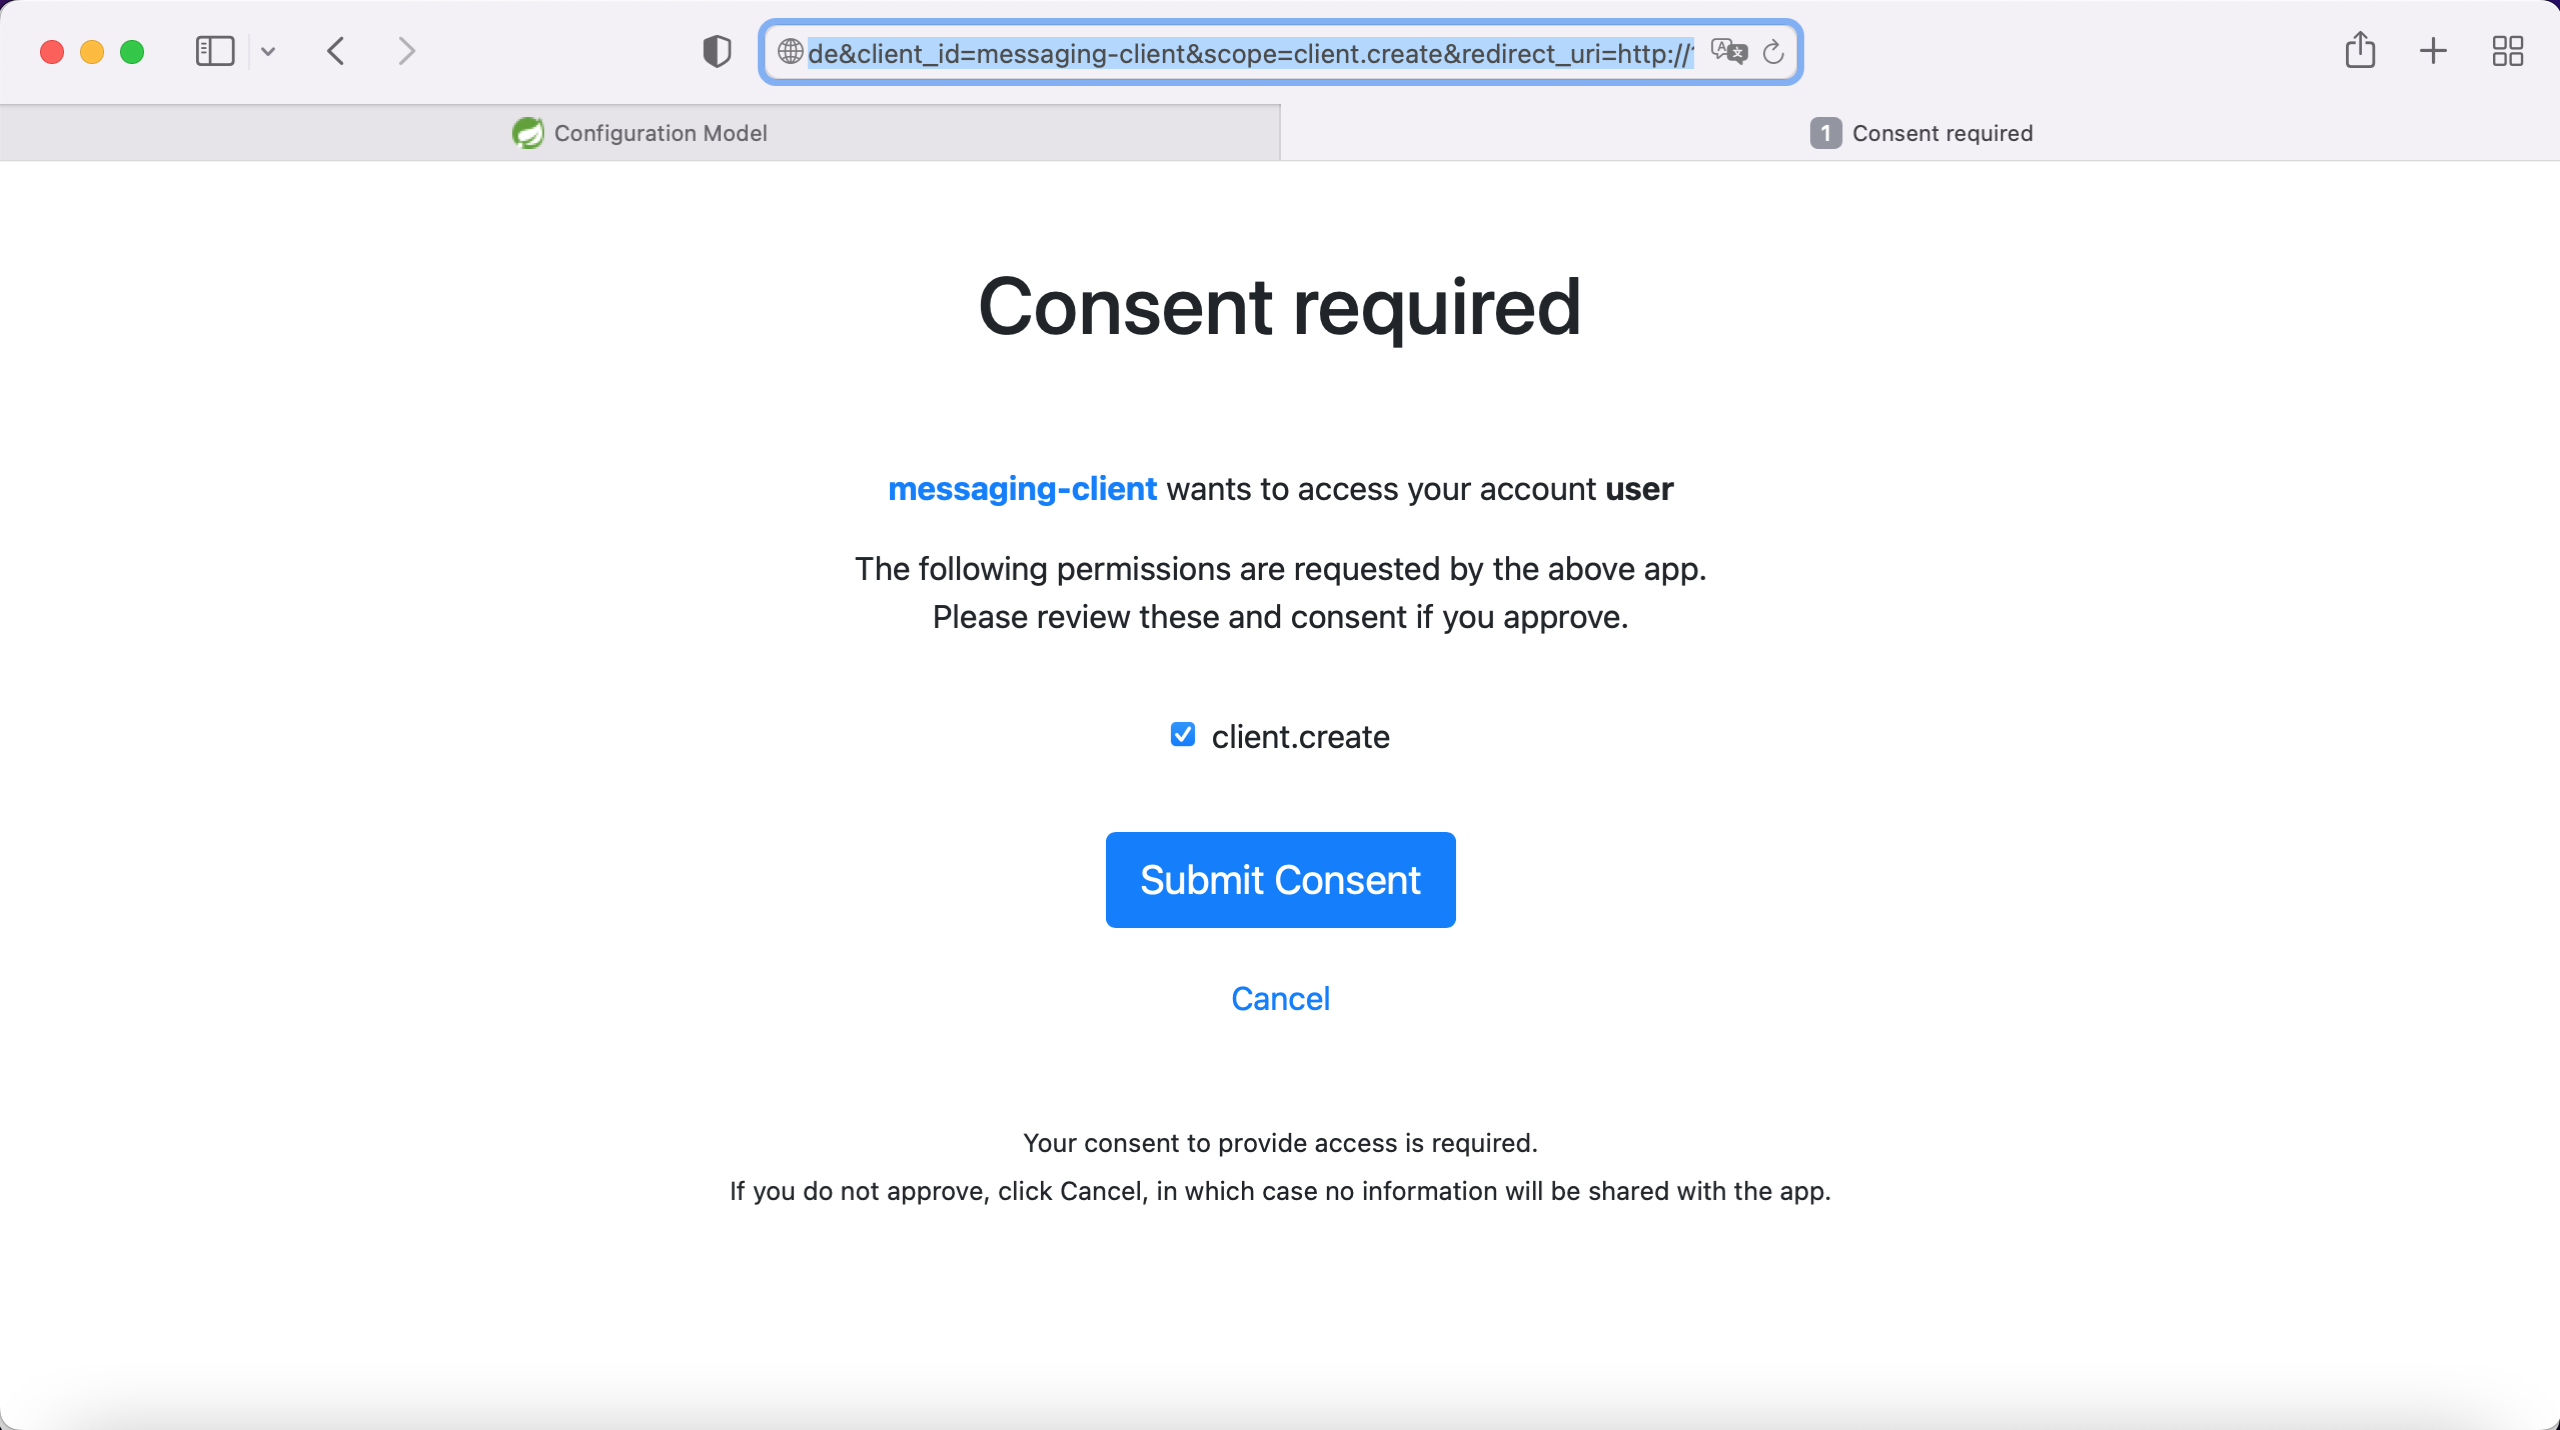 de&client_id=messaging-client&scope=client.create&redirect_uri=http://
Configuration Model
1 Consent required
Consent required
messaging-client wants to access your account user
The following permissions are requested by the above app.
Please review these and consent if you approve.
client.create
Submit Consent
Cancel
Your consent to provide access is required.
If you do not approve, click Cancel, in which case no information will be shared with the app.